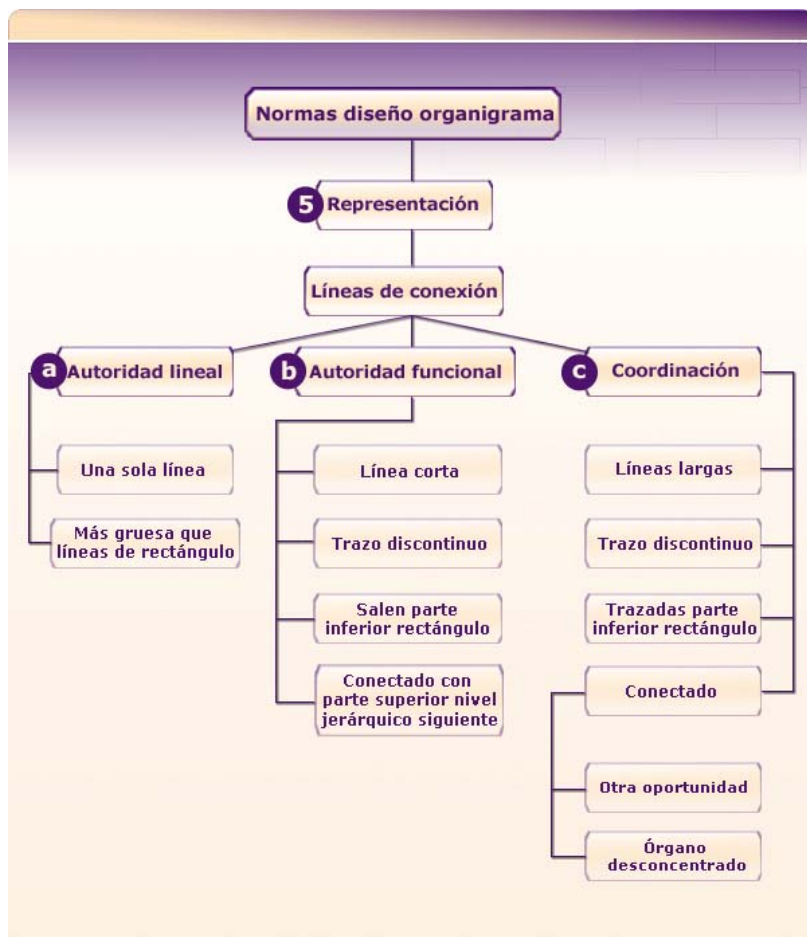 Normas diseño organigrama
5 Representación
Líneas de conexión
a Autoridad lineal
Una sola línea
Más gruesa que
líneas de rectángulo
b Autoridad funcional
Línea corta
Trazo discontinuo
Salen parte
inferior rectángulo
Conectado con
parte superior nivel
jerárquico siguiente
c Coordinación
Líneas largas
Trazo discontinuo
Trazadas parte
inferior rectángulo
Conectado
Otra oportunidad
Órgano
desconcentrado